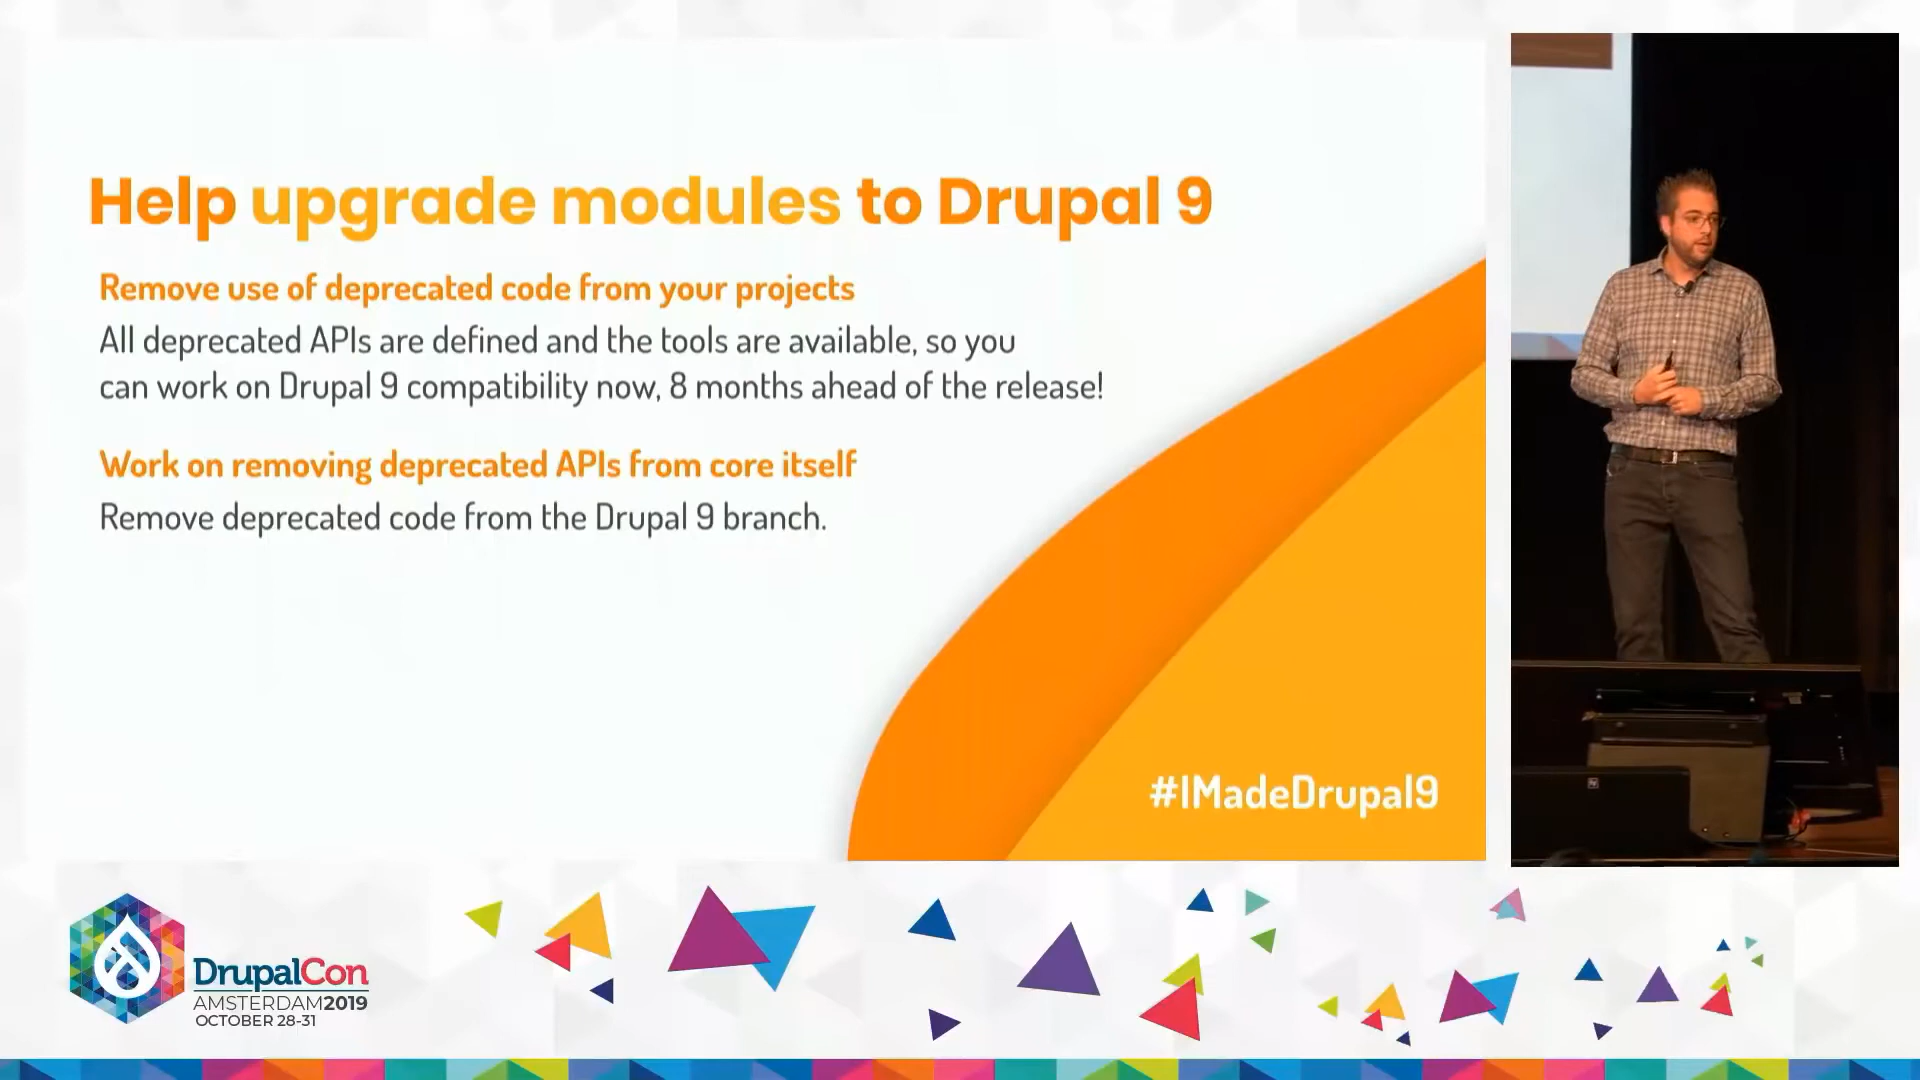 Help upgrade modules to Drupal 9
Remove use of deprecated code from your projects
All deprecated APIs are defined and the tools are available, so you
can work on Drupal 9 compatibility now, 8 months ahead of the release!
Work on removing deprecated APIs from core itself
Remove deprecated code from the Drupal 9 branch.
#IMadeDrupal9
DrupalCon
AMSTERDAM2019
OCTOBER 28-31